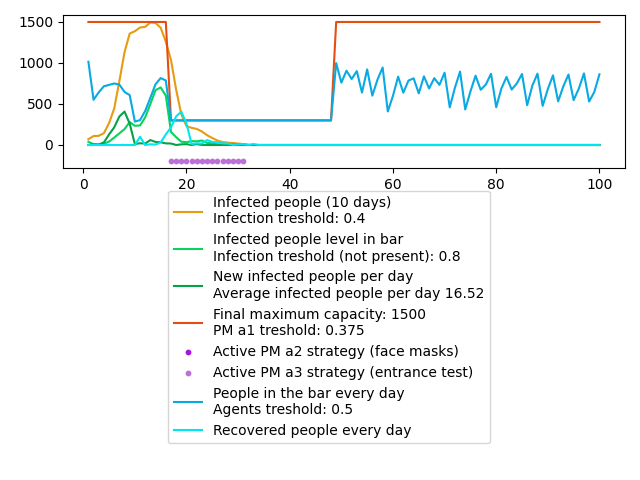 1500
1000
500
0
0 20 40 60 80 100
Infected people (10 days)
Infection treshold: 0.4
Infected people level in bar
Infection treshold (not present): 0.8
New infected people per day
Average infected people per day 16.52
Final maximum capacity: 1500
PM a1 treshold: 0.375
Active PM a2 strategy (face masks)
Active PM a3 strategy (entrance test)
People in the bar every day
Agents treshold: 0.5
Recovered people every day